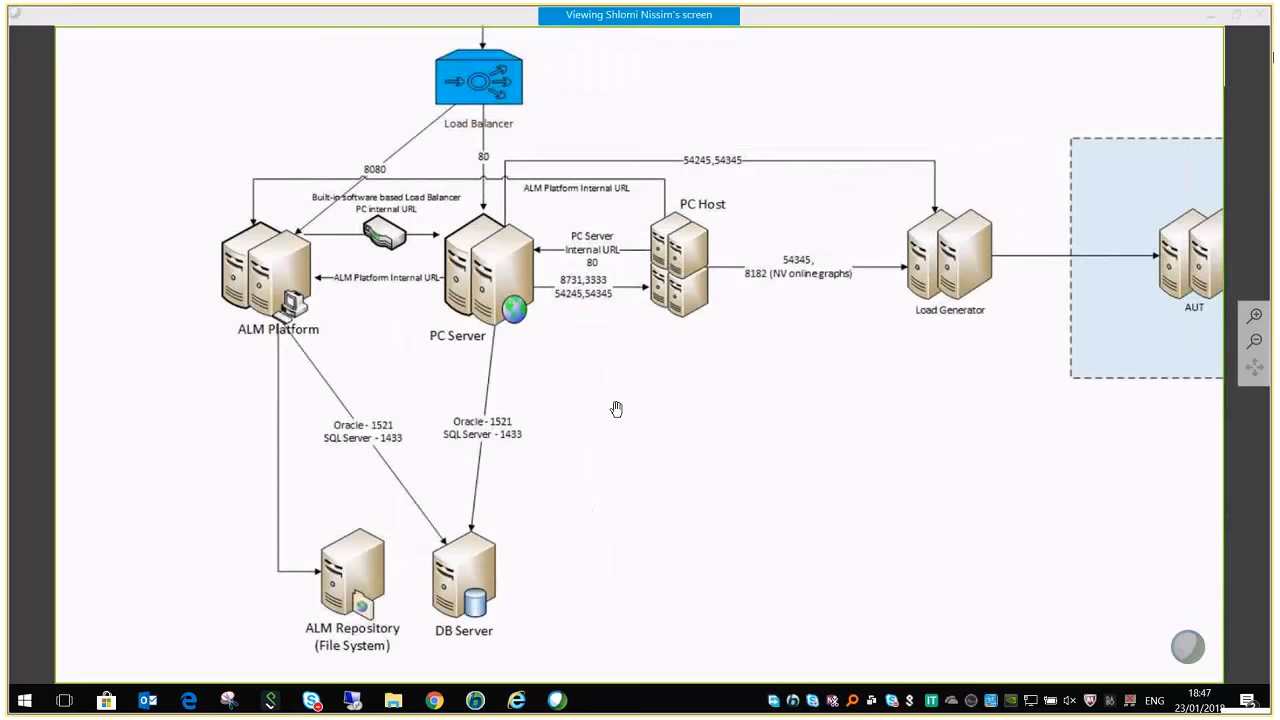 Viewing Shlomi Nissim's screen
Load Balancer
8080
80
54245,54345
ALM Platform Internal URL
Built-in software based Load Balancer
PC internal URL
PC Host
PC Server
Internal URL
80
ALM Platform Internal URL
8731,3333
54245,54345
54345,
8182 (NV online graphs)
Load Generator
AUT
ALM Platform
PC Server
Oracle - 1521
SQL Server - 1433
Oracle - 1521
SQL Server - 1433
ALM Repository
(File System)
DB Server
ENG
18:47
23/01/2018